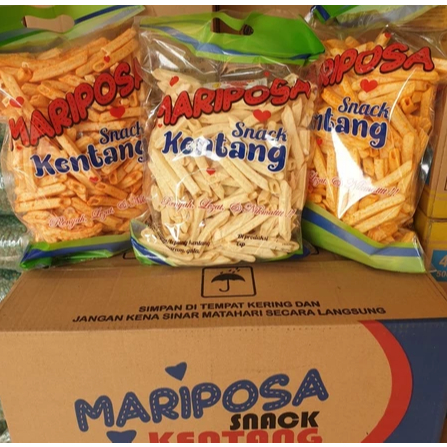 MARIPOSA
Snack
Kentang
MARIPOSA
Snack
Kentang
MARIPOSA
Snack
ntang
SIMPAN DI TEMPAT KERING DAN
JANGAN KENA SINAR MATAHARI SECARA LANGSUNG
MARIPOSA
SNACK
KENTANG